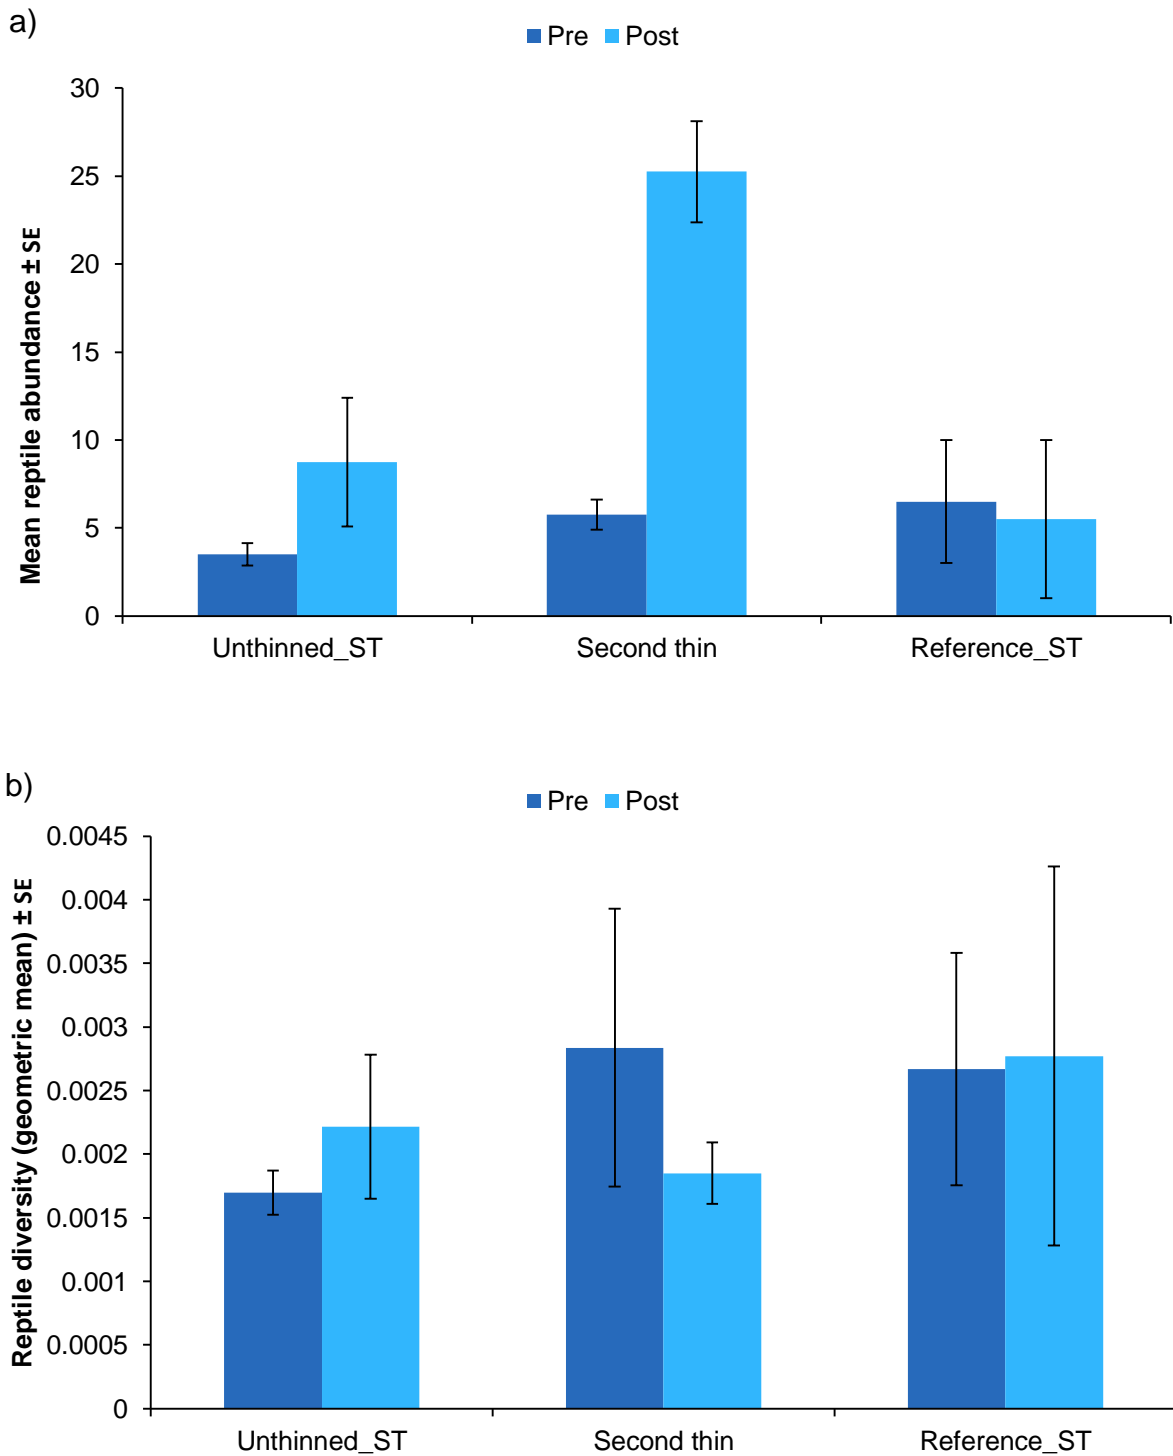 a)
Pre Post
Mean reptile abundance ± SE
30
25
20
15
10
5
0
Unthinned_ST Second thin Reference_ST
b)
Pre Post
Reptile diversity (geometric mean) ± SE
0.0045
0.004
0.0035
0.003
0.0025
0.002
0.0015
0.001
0.0005
0
Unthinned_ST Second thin Reference_ST